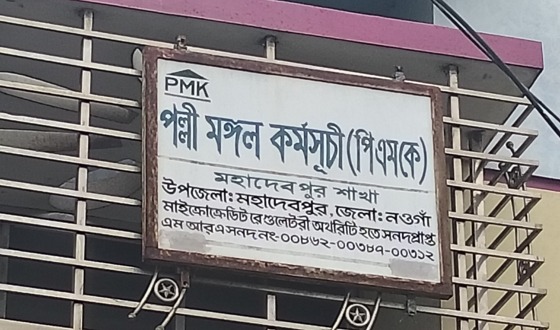 PMK
পল্লী মঙ্গল কর্মসূচী (পিএমকে)
মহাদেবপুর শাখা
উপজেলা: মহাদেবপুর, জেলা: নওগাঁ
মাইক্রোক্রেডিট রেগুলেটরী অথরিটি হতে সনদপ্রাপ্ত
এম আর এ সনদ নং-০০৮৬২-০০৩৮৭-০০৩১২